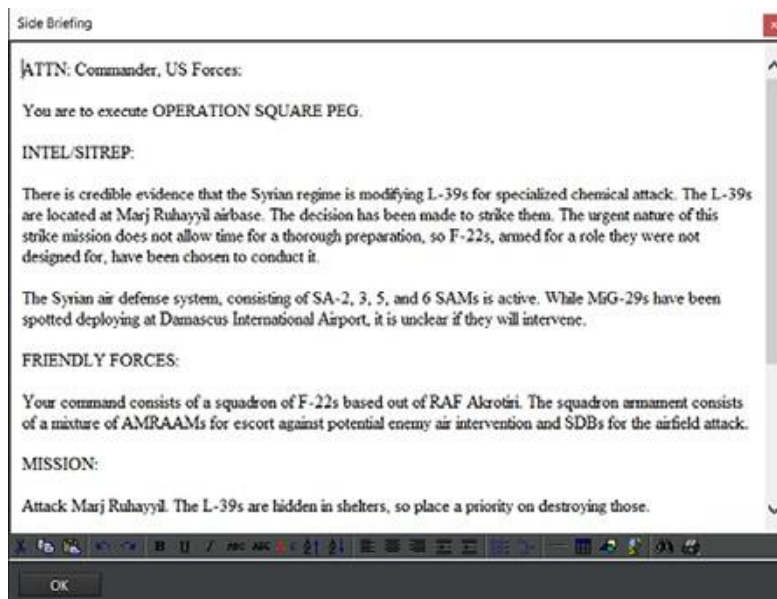 Side Briefing
ATTN: Commander, US Forces:
You are to execute OPERATION SQUARE PEG.
INTEL/SITREP:
There is credible evidence that the Syrian regime is modifying L-39s for specialized chemical attack. The L-39s
are located at Marj Ruhayyil airbase. The decision has been made to strike them. The urgent nature of this
strike mission does not allow time for a thorough preparation, so F-22s, armed for a role they were not
designed for, have been chosen to conduct it.
The Syrian air defense system, consisting of SA-2, 3, 5, and 6 SAMs is active. While MiG-29s have been
spotted deploying at Damascus International Airport, it is unclear if they will intervene.
FRIENDLY FORCES:
Your command consists of a squadron of F-22s based out of RAF Akrotiri. The squadron armament consists
of a mixture of AMRAAMs for escort against potential enemy air intervention and SDBs for the airfield attack.
MISSION:
Attack Marj Ruhayyil. The L-39s are hidden in shelters, so place a priority on destroying those.
B U I ABC
OK